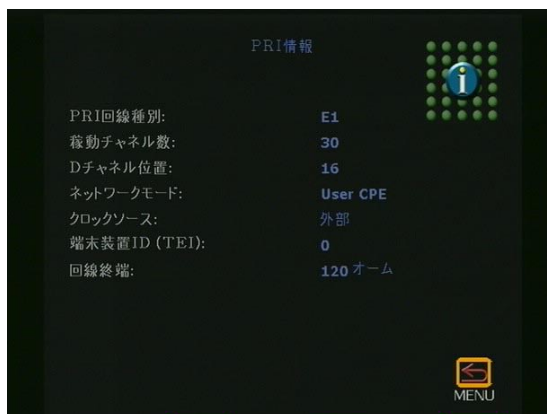 PRI情報
PRI回線種別: E1
稼動チャネル数: 30
Dチャネル位置: 16
ネットワークモード: User CPE
クロックソース: 外部
端末装置ID (TEI): 0
回線終端: 120 オーム
MENU